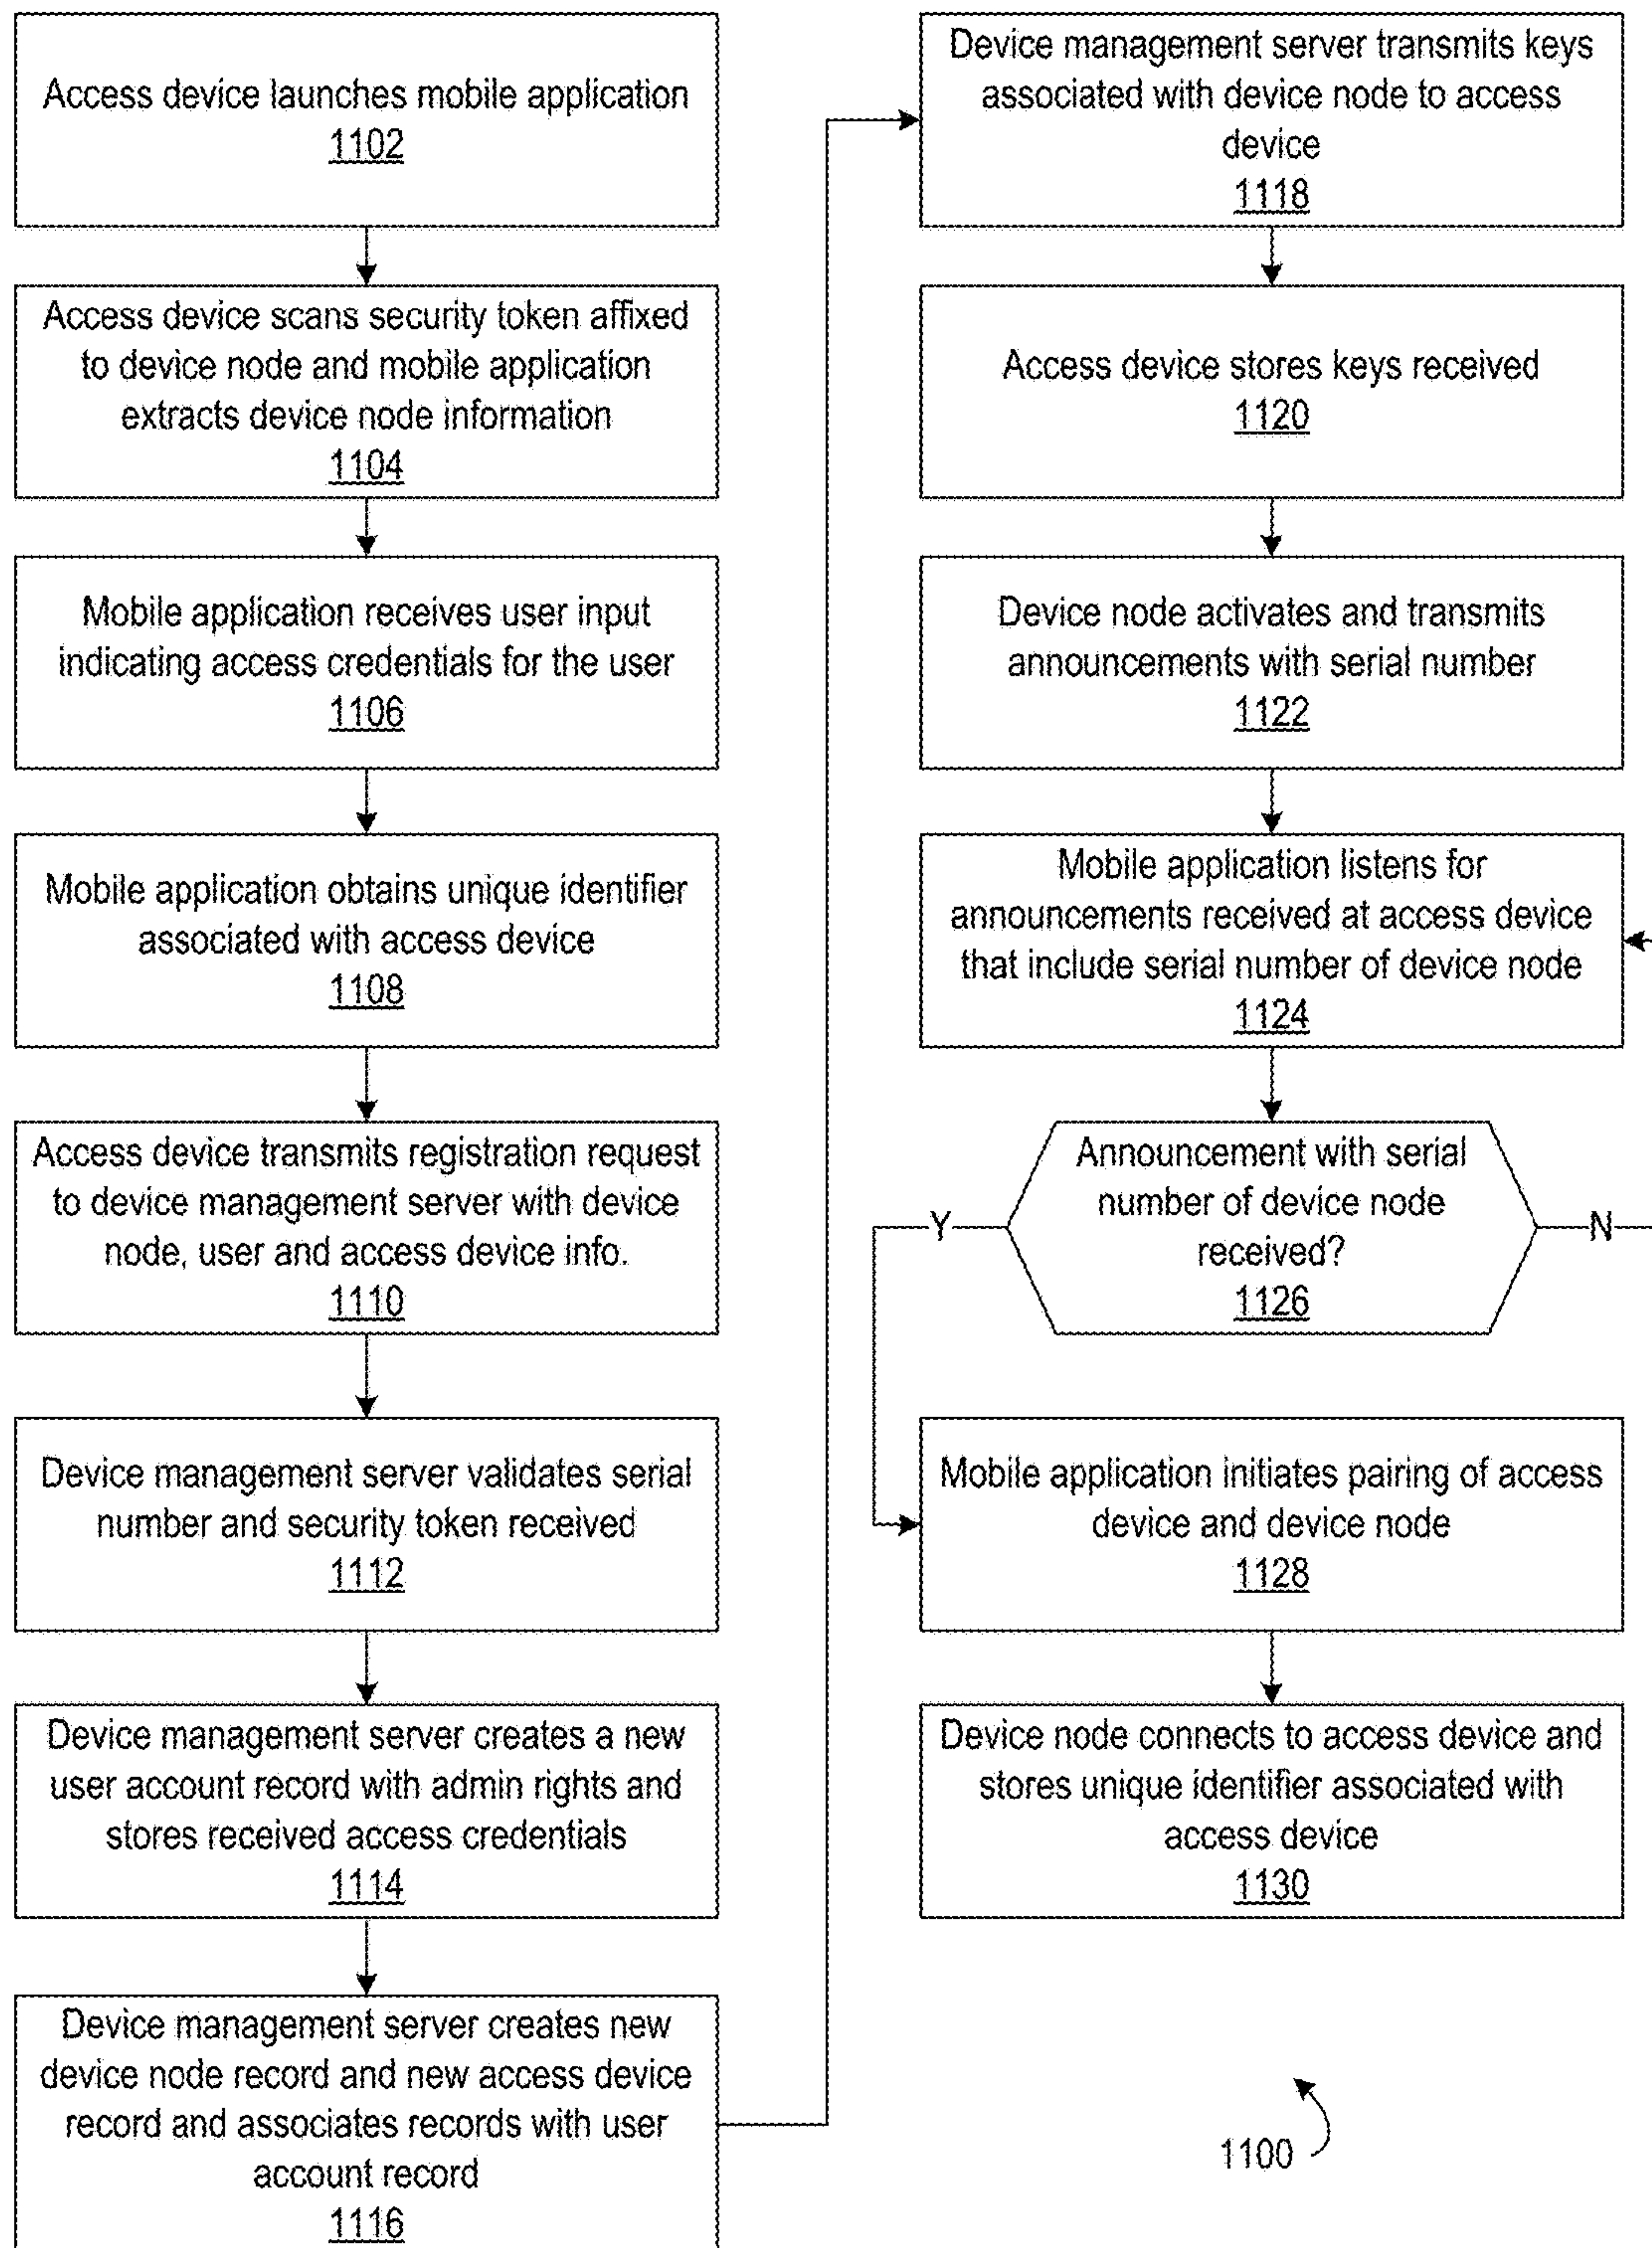 Access device launches mobile application
1102
Access device scans security token affixed
to device node and mobile application
extracts device node information
1104
Mobile application receives user input
indicating access credentials for the user
1106
Mobile application obtains unique identifier
associated with access device
1108
Access device transmits registration request
to device management server with device
node, user and access device info.
1110
Device management server validates serial
number and security token received
1112
Device management server creates a new
user account record with admin rights and
stores received access credentials
1114
Device management server creates new
device node record and new access device
record and associates records with user
account record
1116
Device management server transmits keys
associated with device node to access
device
1118
Access device stores keys received
1120
Device node activates and transmits
announcements with serial number
1122
Mobile application listens for
announcements received at access device
that include serial number of device node
1124
Announcement with serial
number of device node
received?
1126
Y
N
Mobile application initiates pairing of access
device and device node
1128
Device node connects to access device and
stores unique identifier associated with
access device
1130
1100